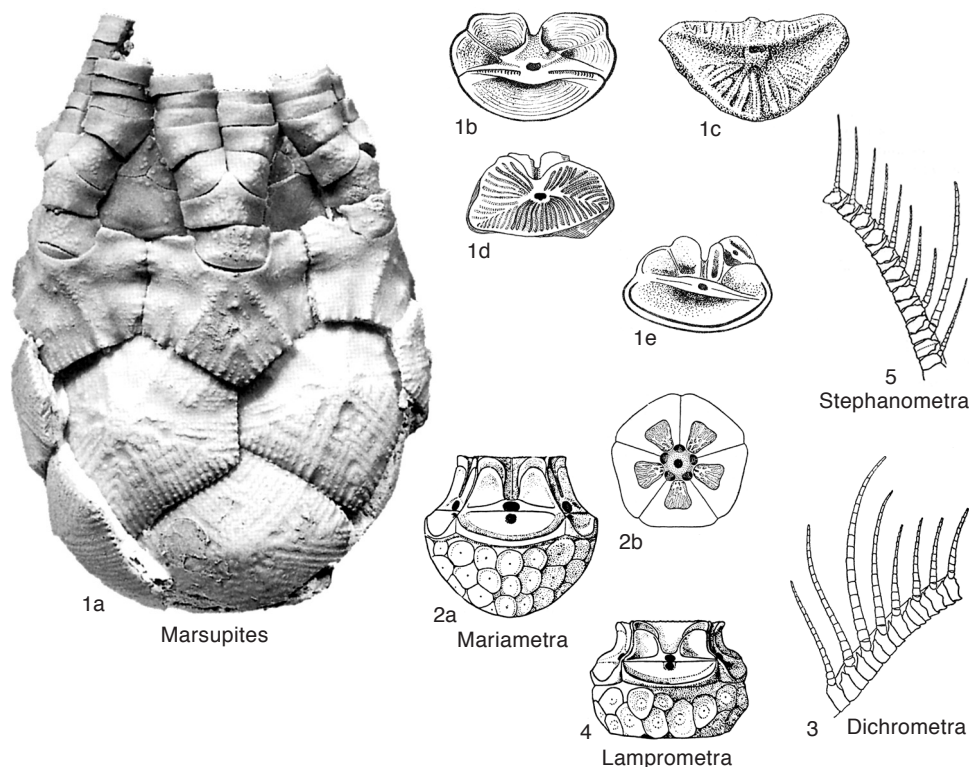 1b
1c
1d
1e
5
Stephanometra
1a
Marsupites
2a
Mariametra
2b
4
Lamprometra
3
Dichrometra